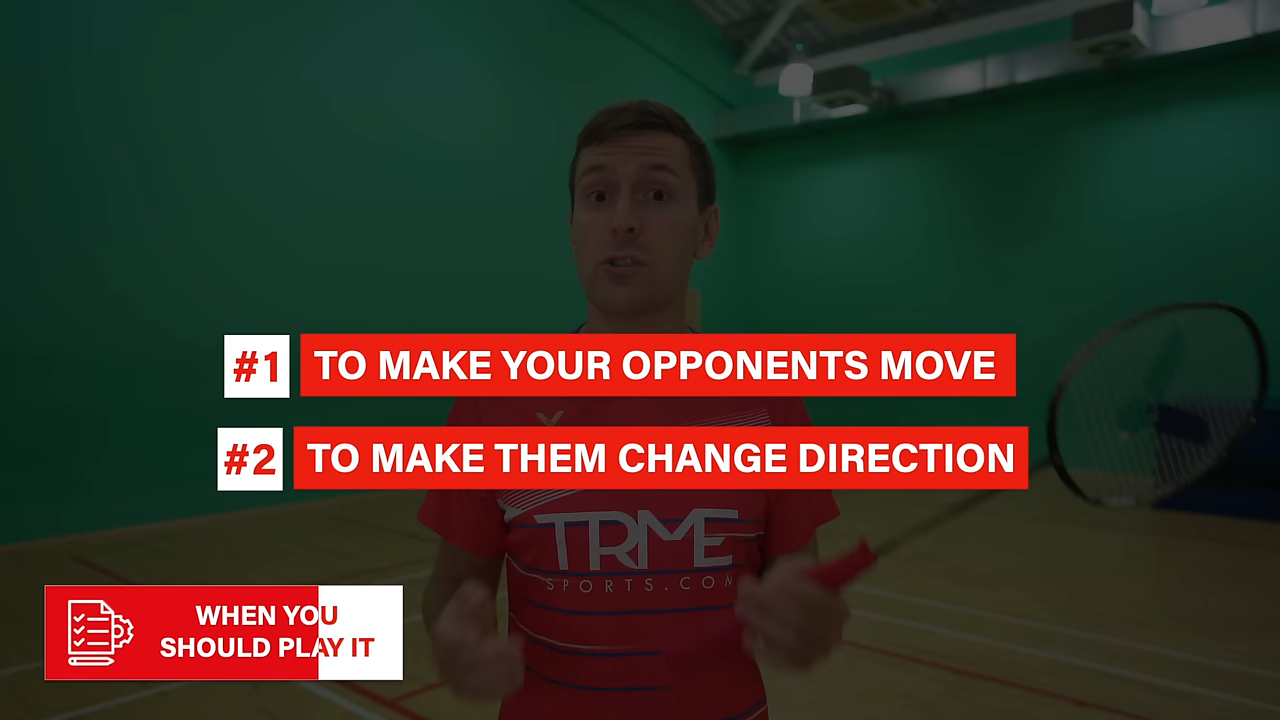 #1 TO MAKE YOUR OPPONENTS MOVE
#2 TO MAKE THEM CHANGE DIRECTION
TRME
SPORTS.COM
WHEN YOU
SHOULD PLAY IT